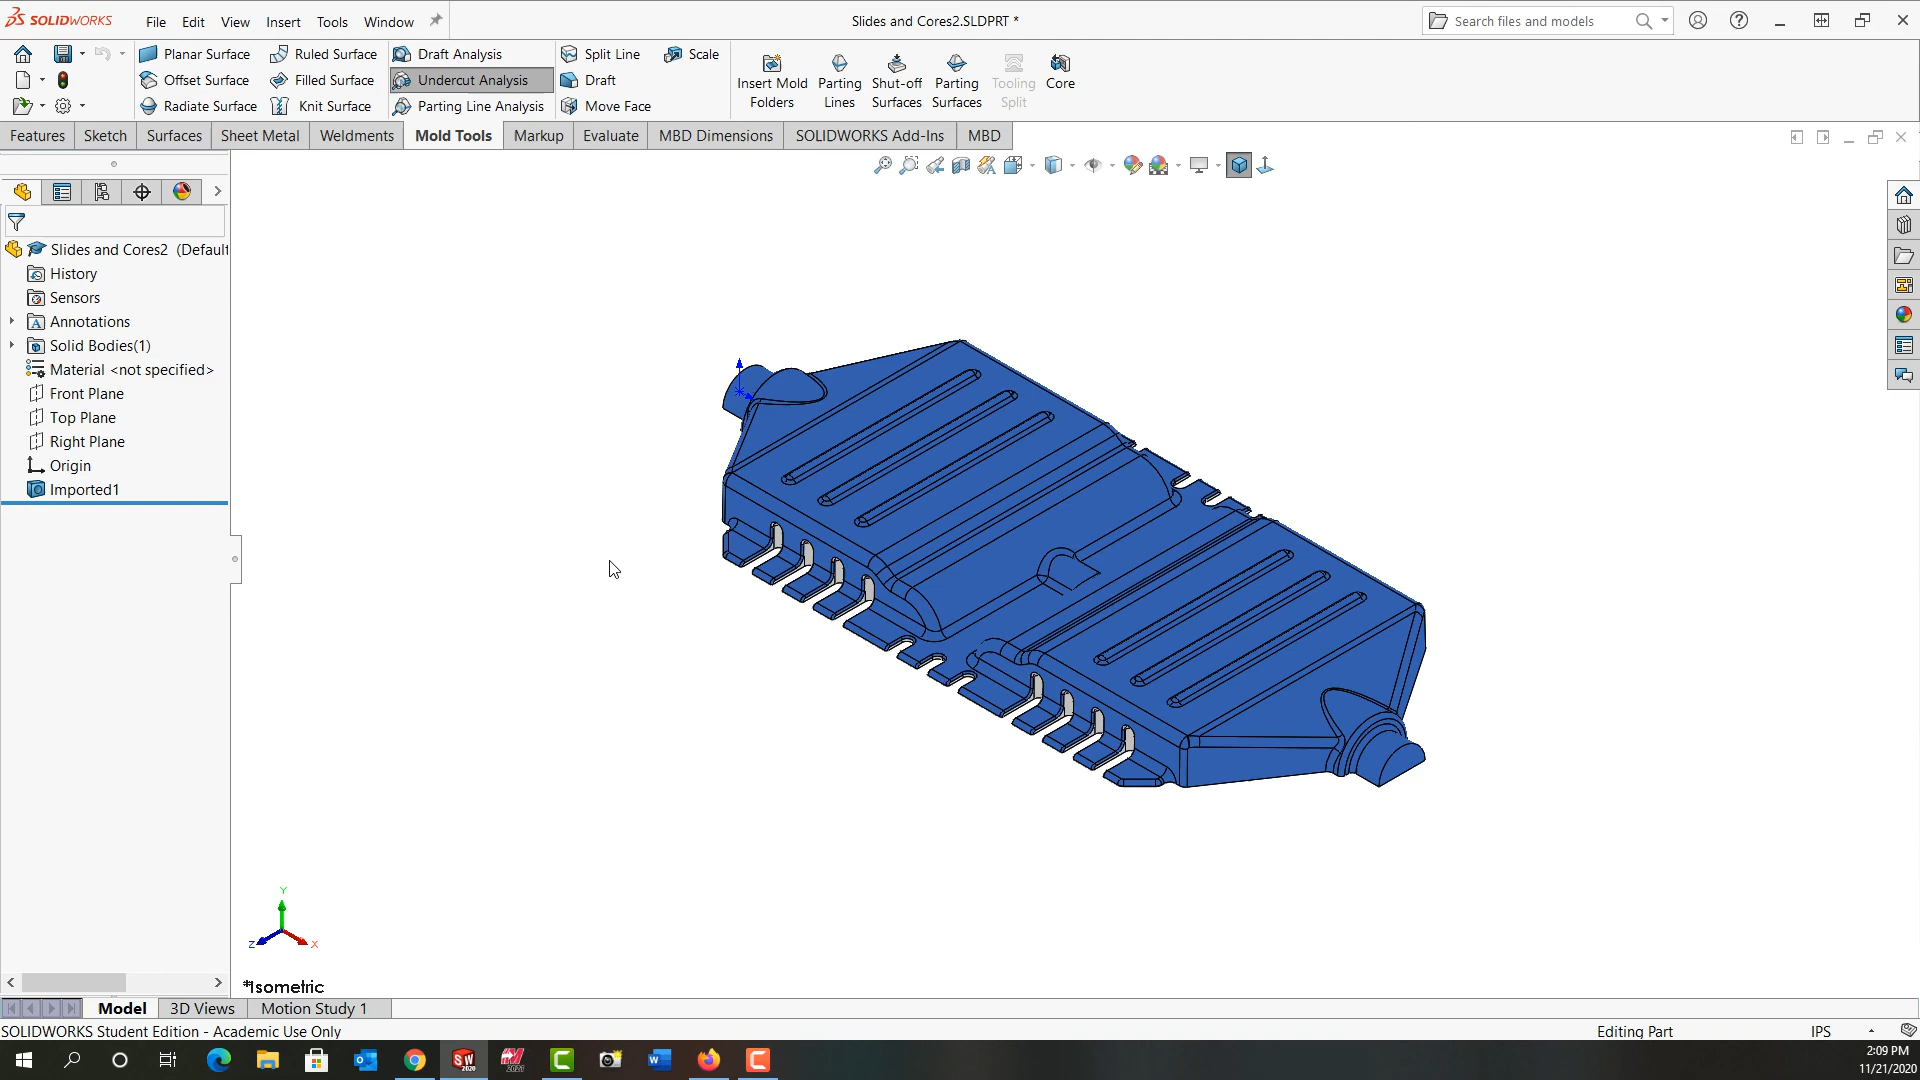 SOLIDWORKS File Edit View Insert Tools Window Slides and Cores2.SLDPRT * Search files and models
Planar Surface Ruled Surface Draft Analysis Split Line Scale
Offset Surface Filled Surface Undercut Analysis Draft
Radiate Surface Knit Surface Parting Line Analysis Move Face
Insert Mold Folders
Parting Lines
Shut-off Surfaces
Parting Surfaces
Tooling Split
Core
Features Sketch Surfaces Sheet Metal Weldments Mold Tools Markup Evaluate MBD Dimensions SOLIDWORKS Add-Ins MBD
Slides and Cores2 (Default
History
Sensors
Annotations
Solid Bodies(1)
Material <not specified>
Front Plane
Top Plane
Right Plane
Origin
Imported1
Y
Z X
*Isometric
Model 3D Views Motion Study 1
SOLIDWORKS Student Edition - Academic Use Only Editing Part IPS
2:09 PM
11/21/2020